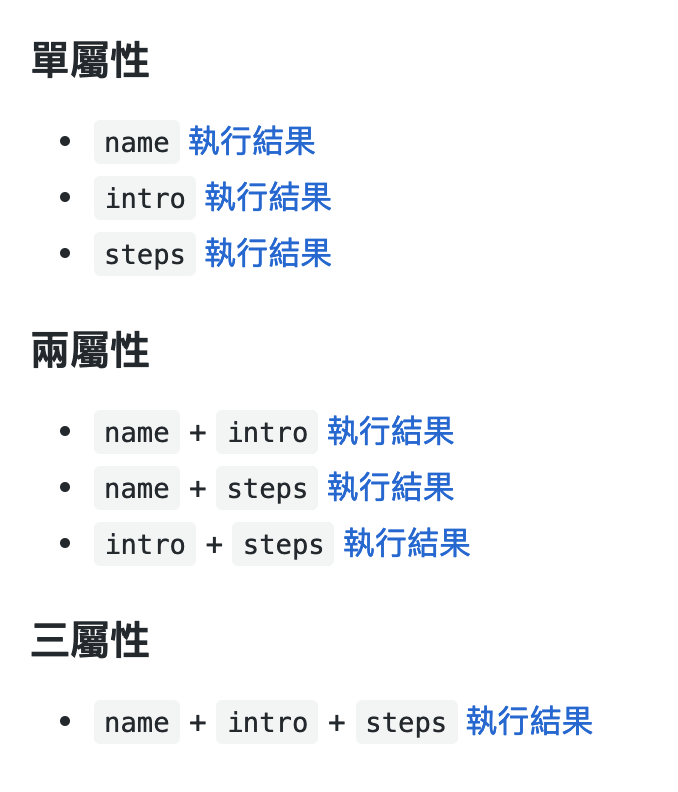 單屬性
• name 執行結果
• intro 執行結果
• steps 執行結果
兩屬性
• name + intro 執行結果
• name + steps 執行結果
• intro + steps 執行結果
三屬性
• name + intro + steps 執行結果